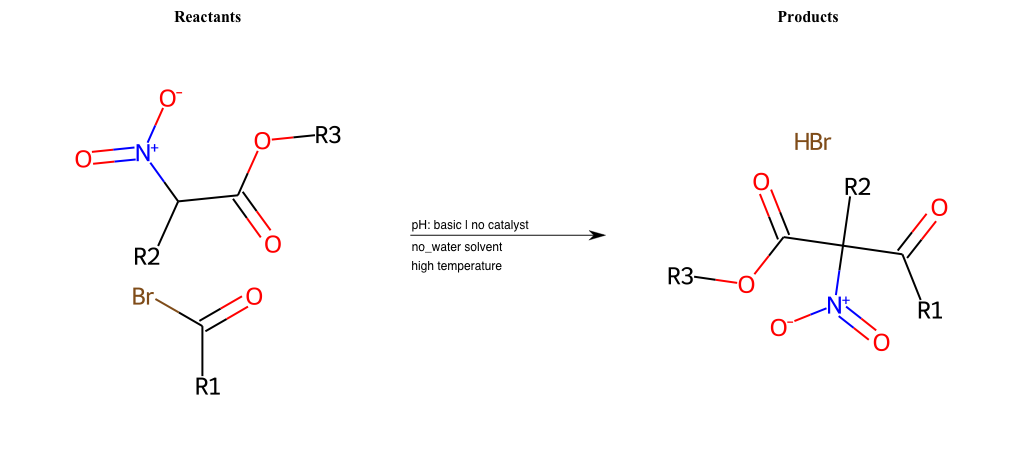 Reactants
Products
O-
O
N+
O
R3
R2
O
Br
O
R1
pH: basic | no catalyst
no_water solvent
high temperature
HBr
O
R2
O
R3
O
N+
O-
O
R1